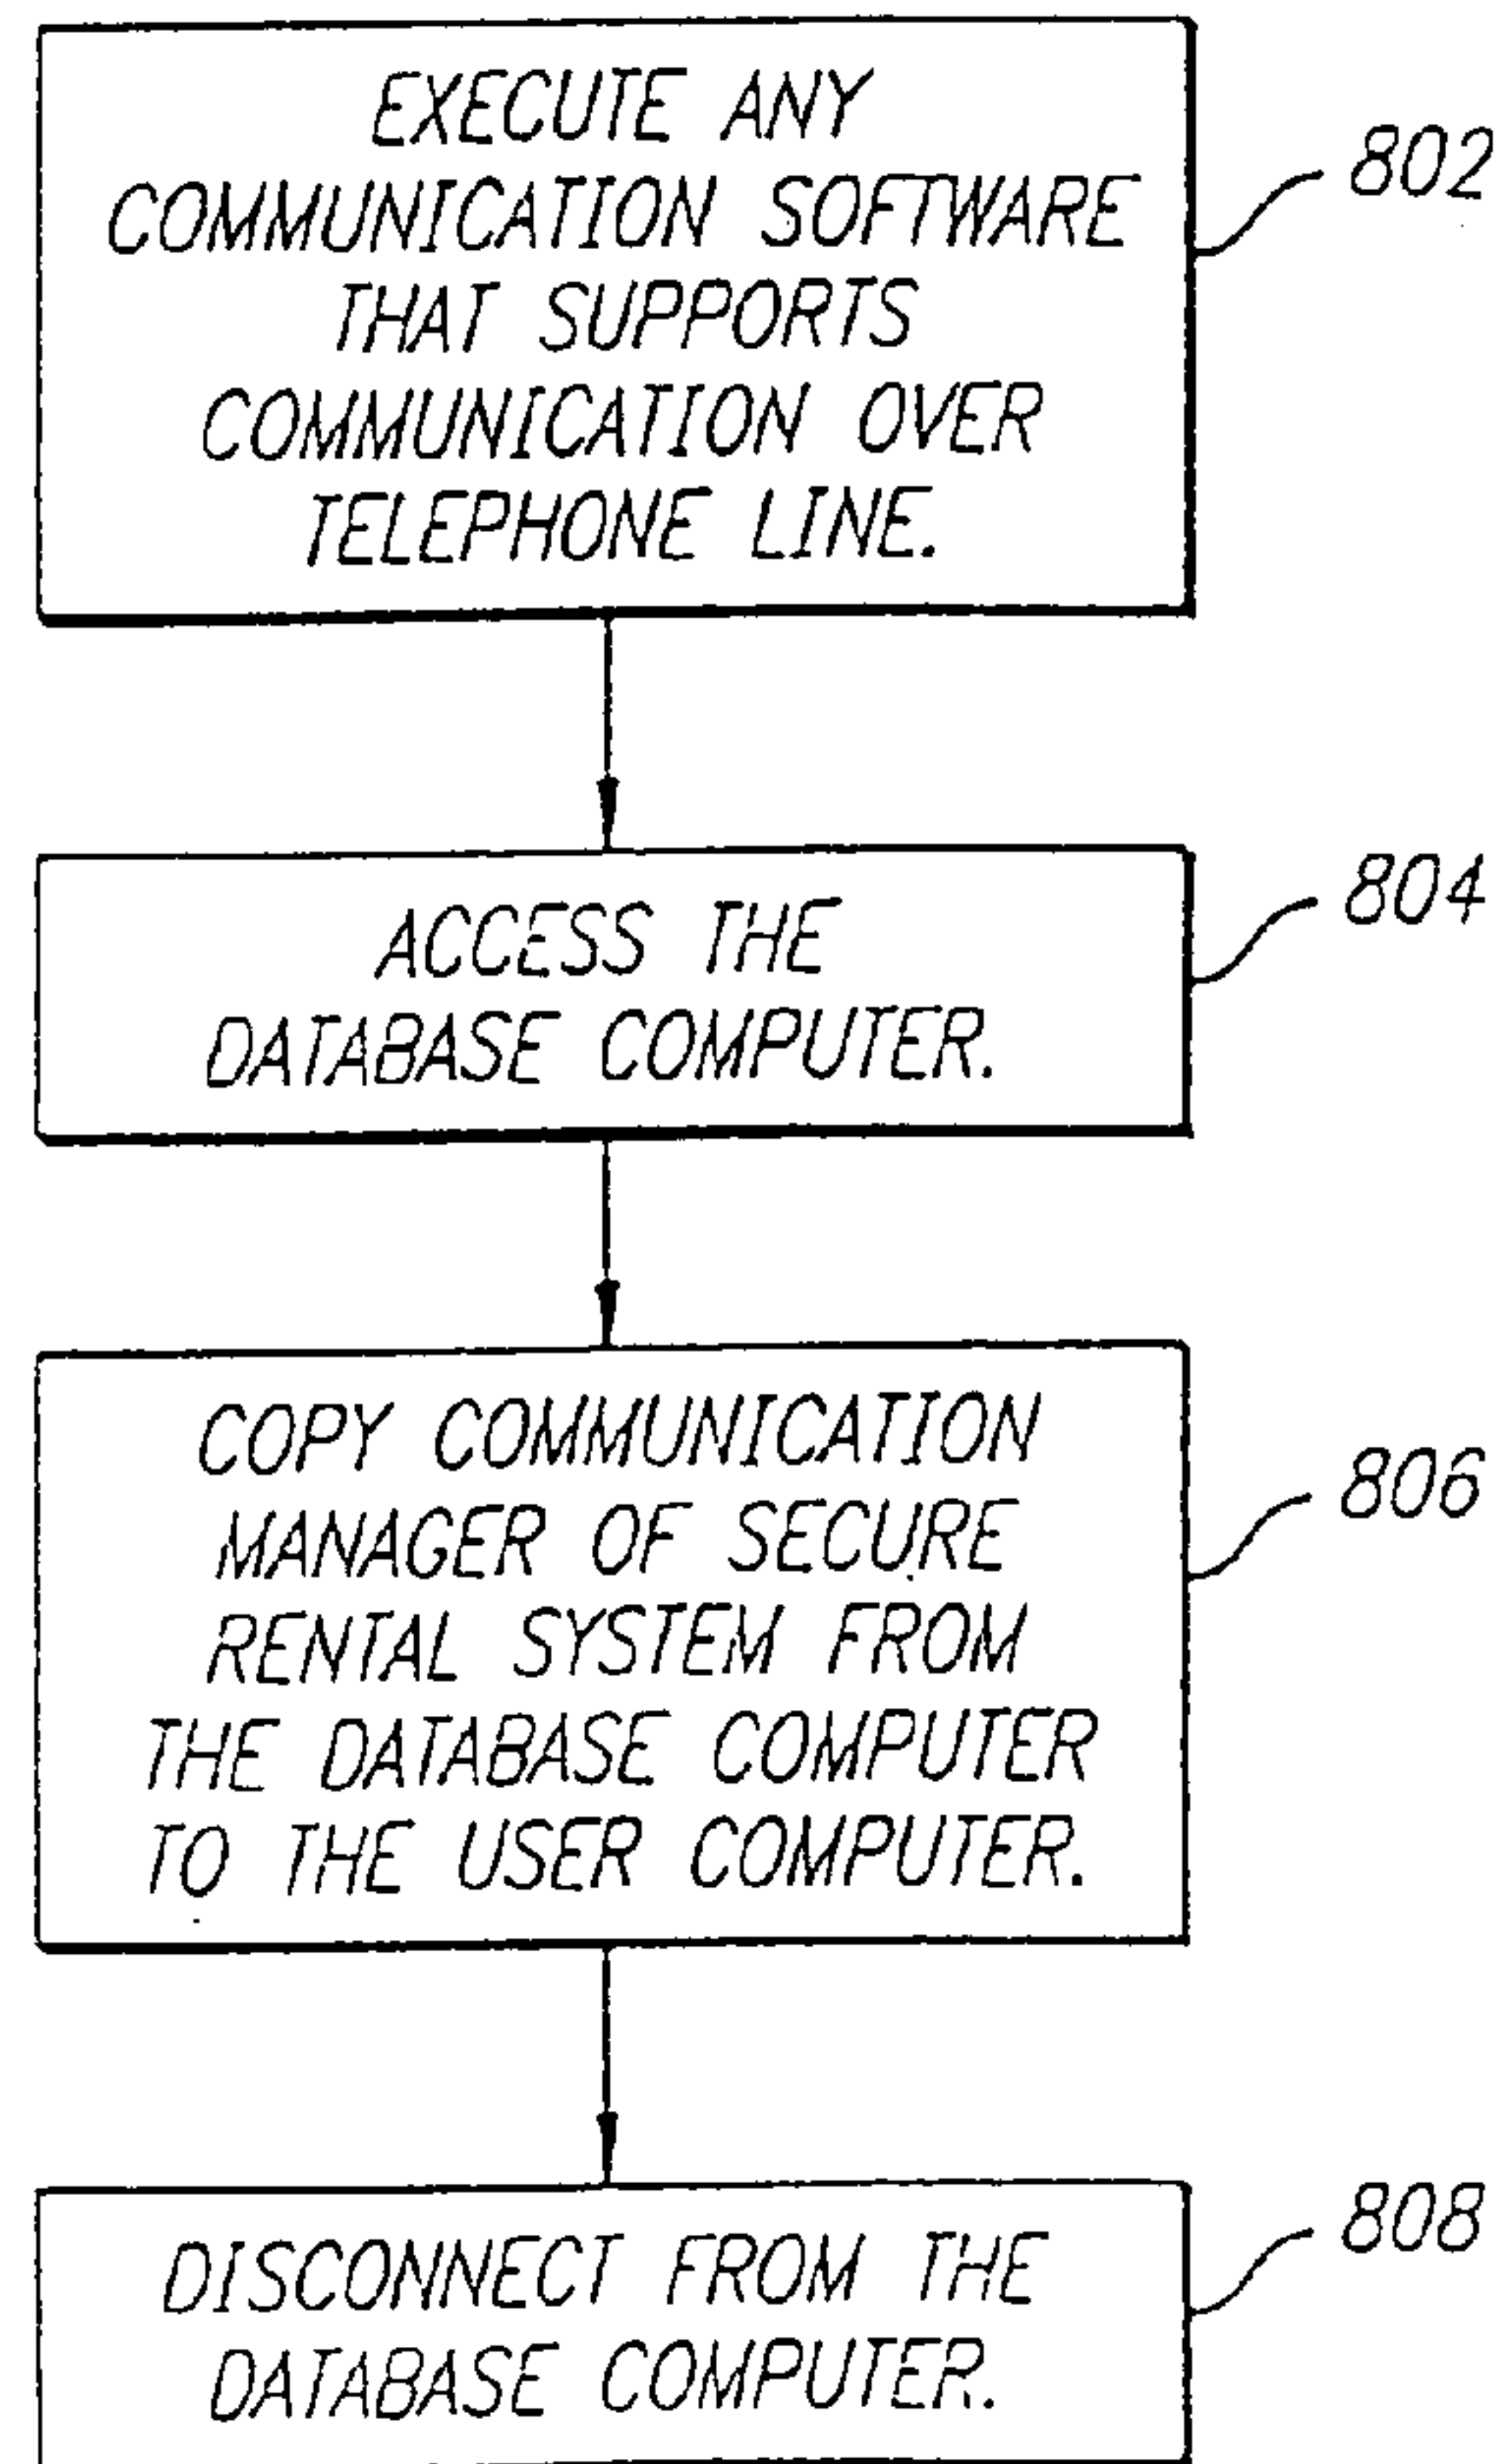 EXECUTE ANY
COMMUNICATION SOFTWARE
THAT SUPPORTS
COMMUNICATION OVER
TELEPHONE LINE.
802
ACCESS THE
DATABASE COMPUTER.
804
COPY COMMUNICATION
MANAGER OF SECURE
RENTAL SYSTEM FROM
THE DATABASE COMPUTER
TO THE USER COMPUTER.
806
DISCONNECT FROM THE
DATABASE COMPUTER.
808